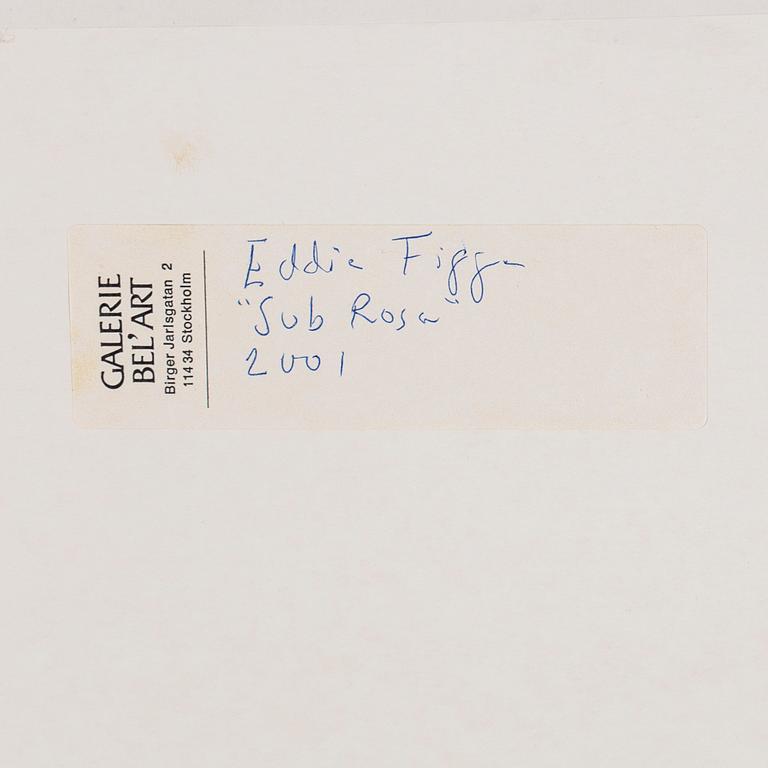 GALERIE
BEL'ART
Birger Jarlsgatan 2
114 34 Stockholm
Eddie Figge
"Sub Rosa"
2001